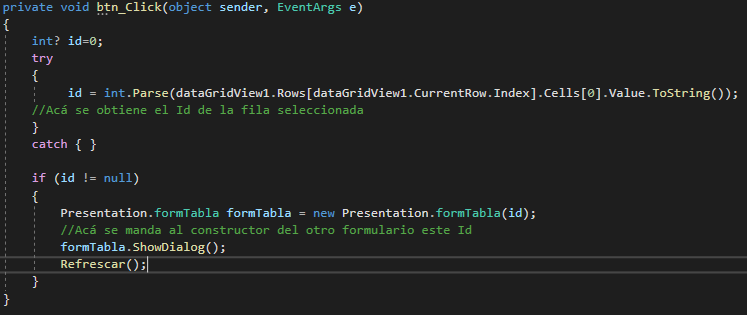 private void btn_Click(object sender, EventArgs e)
{
int? id=0;
try
{
id = int.Parse(dataGridView1.Rows[dataGridView1.CurrentRow.Index].Cells[0].Value.ToString());
//Acá se obtiene el Id de la fila seleccionada
}
catch { }
if (id != null)
{
Presentation.formTabla formTabla = new Presentation.formTabla(id);
//Acá se manda al constructor del otro formulario este Id
formTabla.ShowDialog();
Refrescar();
}
}